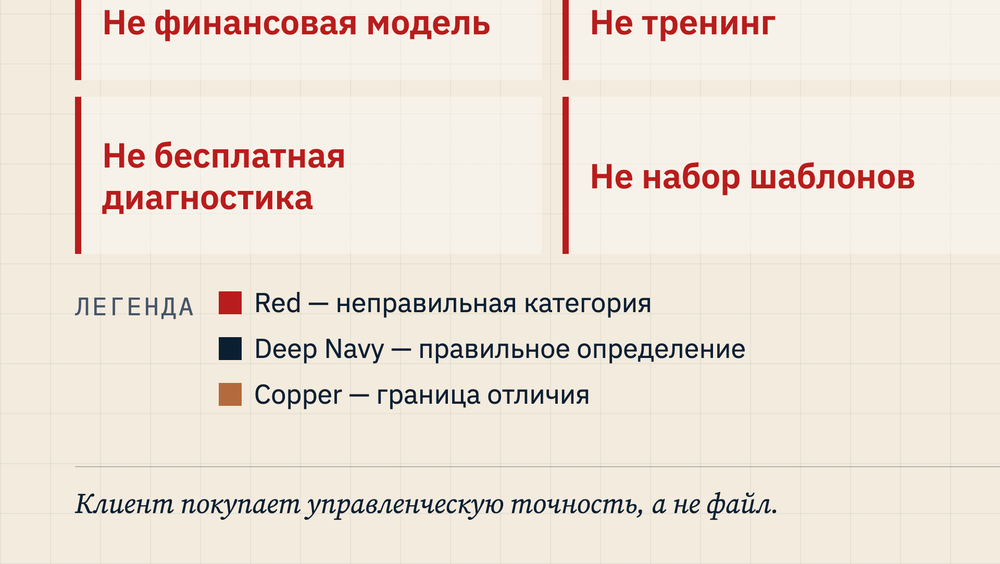 Не финансовая модель
Не тренинг
Не бесплатная
диагностика
Не набор шаблонов
ЛЕГЕНДА
Red — неправильная категория
Deep Navy — правильное определение
Copper — граница отличия
Клиент покупает управленческую точность, а не файл.